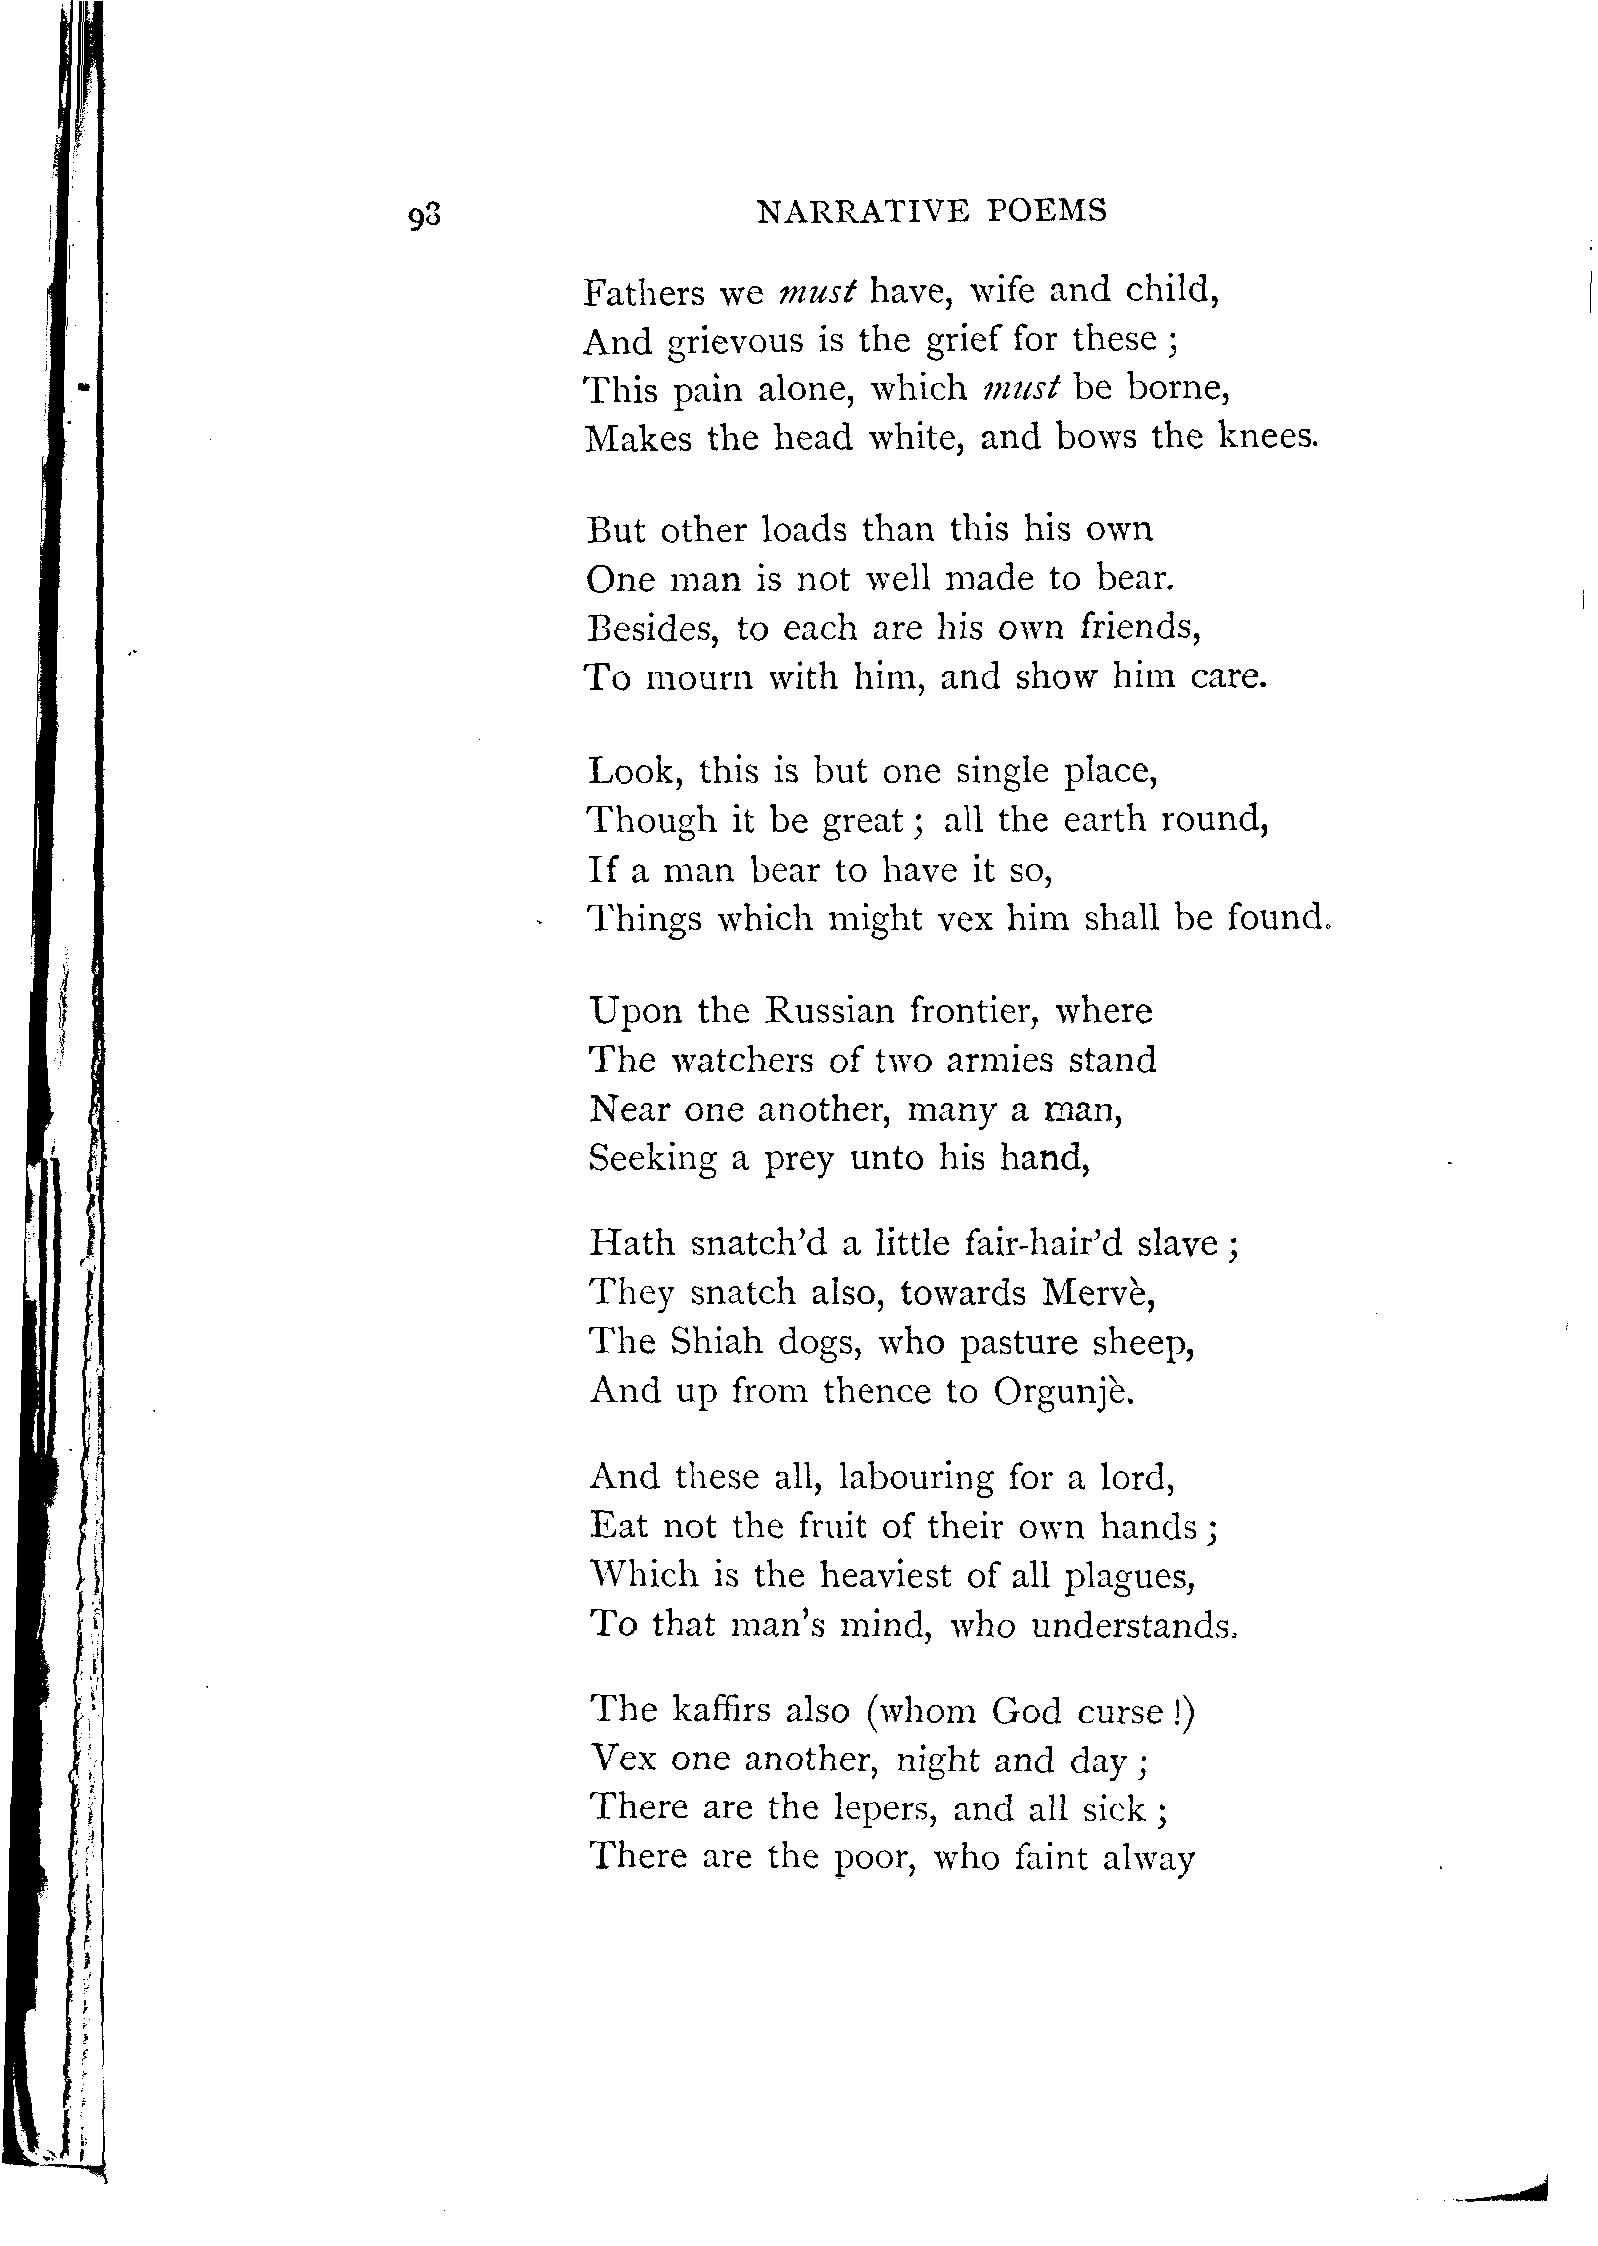 98 NARRATIVE POEMS
Fathers we must have, wife and child,
And grievous is the grief for these ;
This pain alone, which must be borne,
Makes the head white, and bows the knees.
But other loads than this his own
One man is not well made to bear.
Besides, to each are his own friends,
To mourn with him, and show him care.
Look, this is but one single place,
Though it be great ; all the earth round,
If a man bear to have it so,
Things which might vex him shall be found.
Upon the Russian frontier, where
The watchers of two armies stand
Near one another, many a man,
Seeking a prey unto his hand,
Hath snatch'd a little fair-hair'd slave ;
They snatch also, towards Mervè,
The Shiah dogs, who pasture sheep,
And up from thence to Orgunjè.
And these all, labouring for a lord,
Eat not the fruit of their own hands ;
Which is the heaviest of all plagues,
To that man's mind, who understands.
The kaffirs also (whom God curse !)
Vex one another, night and day ;
There are the lepers, and all sick ;
There are the poor, who faint alway